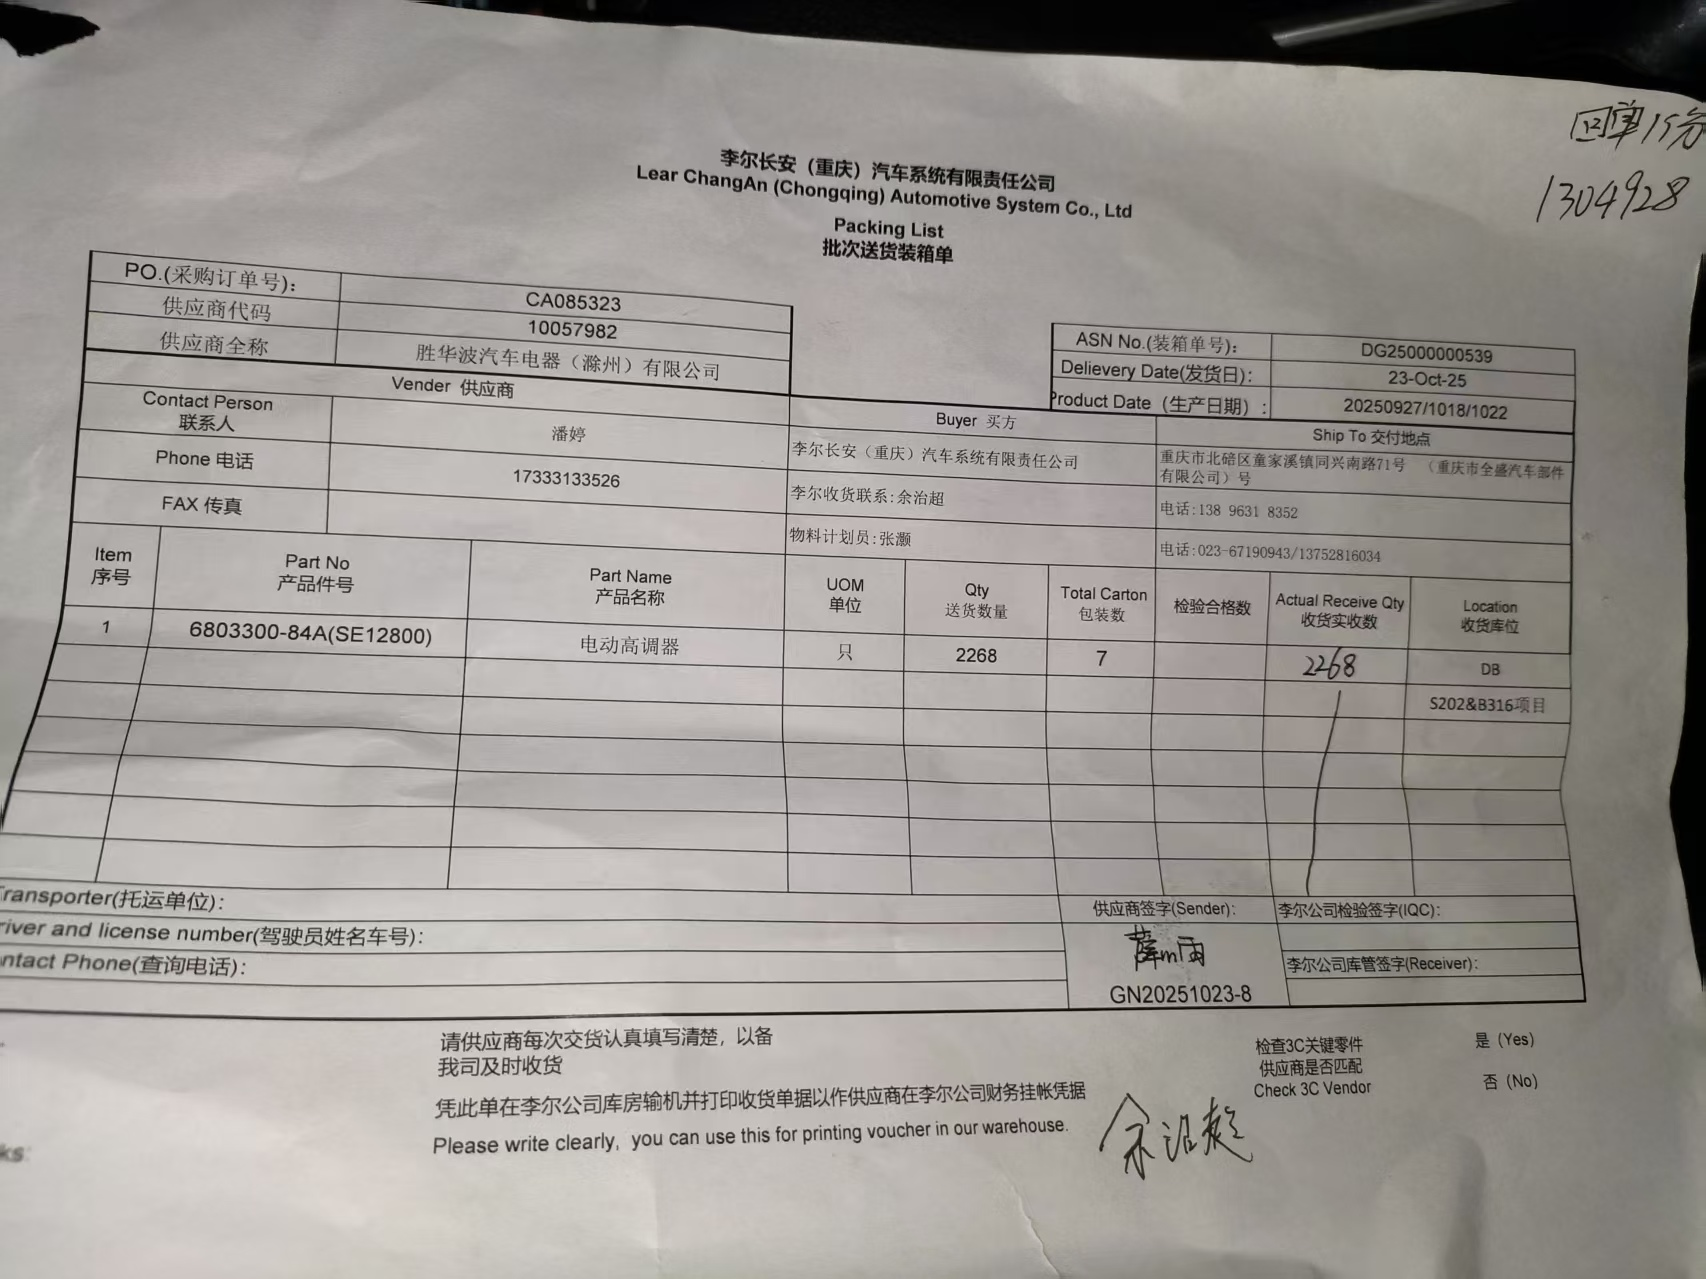 回单1份
1304928
李尔长安（重庆）汽车系统有限责任公司
Lear ChangAn (Chongqing) Automotive System Co., Ltd
Packing List
批次送货装箱单
PO.(采购订单号)： CA085323
供应商代码 10057982
供应商全称 胜华波汽车电器（滁州）有限公司
ASN No.(装箱单号)： DG25000000539
Delievery Date(发货日)： 23-Oct-25
Product Date（生产日期）： 20250927/1018/1022
Vender 供应商 Buyer 买方 Ship To 交付地点
Contact Person
联系人 潘婷
李尔长安（重庆）汽车系统有限责任公司
重庆市北碚区童家溪镇同兴南路71号 （重庆市全盛汽车部件
有限公司）号
Phone 电话 17333133526 李尔收货联系:余治超 电话:138 9631 8352
FAX 传真 物料计划员:张灏 电话:023-67190943/13752816034
Item Part No Part Name UOM Qty Total Carton 检验合格数 Actual Receive Qty Location
序号 产品件号 产品名称 单位 送货数量 包装数 收货实收数 收货库位
1 6803300-84A(SE12800) 电动高调器 只 2268 7 2268 DB
S202&B316项目
Transporter(托运单位)： 供应商签字(Sender)： 李尔公司检验签字(IQC)：
river and license number(驾驶员姓名车号)：
ntact Phone(查询电话)： 李尔公司库管签字(Receiver)：
GN20251023-8
请供应商每次交货认真填写清楚，以备
我司及时收货
凭此单在李尔公司库房输机并打印收货单据以作供应商在李尔公司财务挂帐凭据
Please write clearly, you can use this for printing voucher in our warehouse.
检查3C关键零件 是 (Yes)
供应商是否匹配
Check 3C Vendor 否 (No)
余治超
ks: